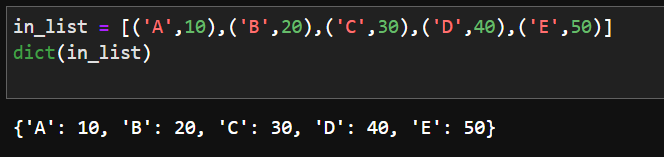 in_list = [('A',10),('B',20),('C',30),('D',40),('E',50)]
dict(in_list)
{'A': 10, 'B': 20, 'C': 30, 'D': 40, 'E': 50}